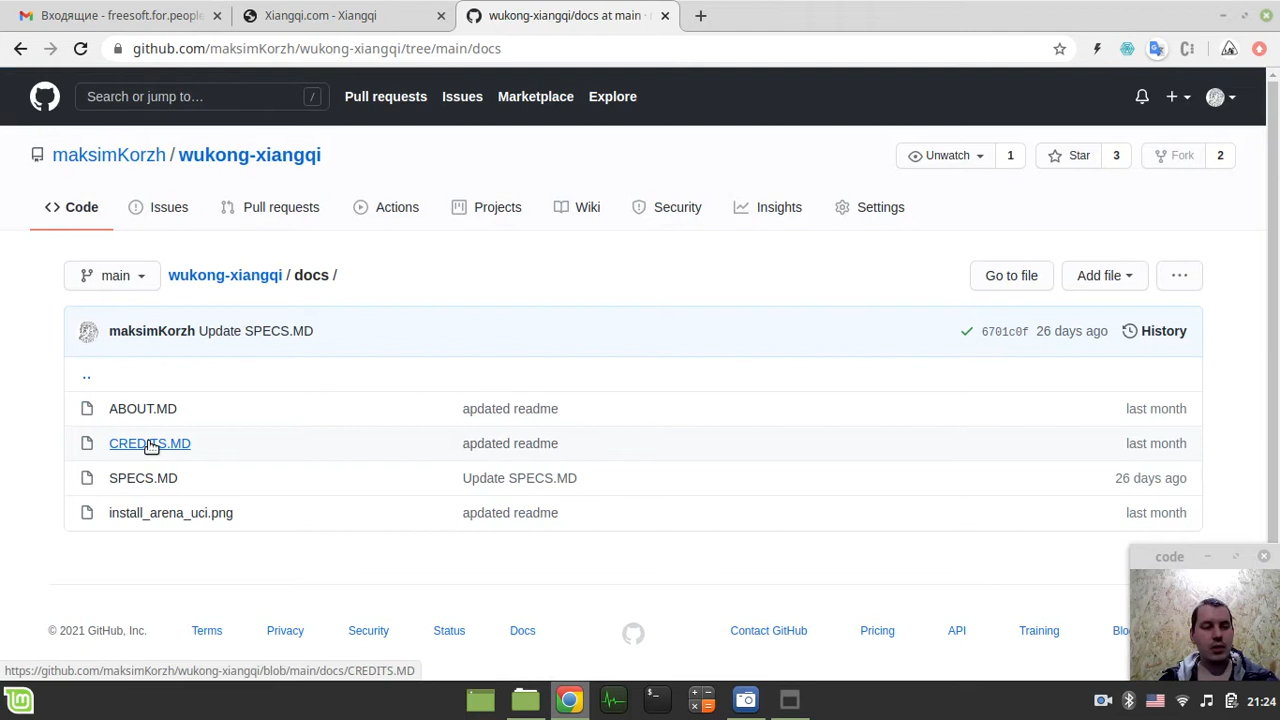 Входящие - freesoft.for.people
Xiangqi.com - Xiangqi
wukong-xiangqi/docs at main ·
github.com/maksimKorzh/wukong-xiangqi/tree/main/docs
Search or jump to… /
Pull requests Issues Marketplace Explore
maksimKorzh / wukong-xiangqi
Unwatch 1 Star 3 Fork 2
Code Issues Pull requests Actions Projects Wiki Security Insights Settings
main wukong-xiangqi / docs / Go to file Add file ...
maksimKorzh Update SPECS.MD 6701c0f 26 days ago History
..
ABOUT.MD apdated readme last month
CREDITS.MD apdated readme last month
SPECS.MD Update SPECS.MD 26 days ago
install_arena_uci.png apdated readme last month
code
© 2021 GitHub, Inc. Terms Privacy Security Status Docs Contact GitHub Pricing API Training Blo
https://github.com/maksimKorzh/wukong-xiangqi/blob/main/docs/CREDITS.MD
21:24